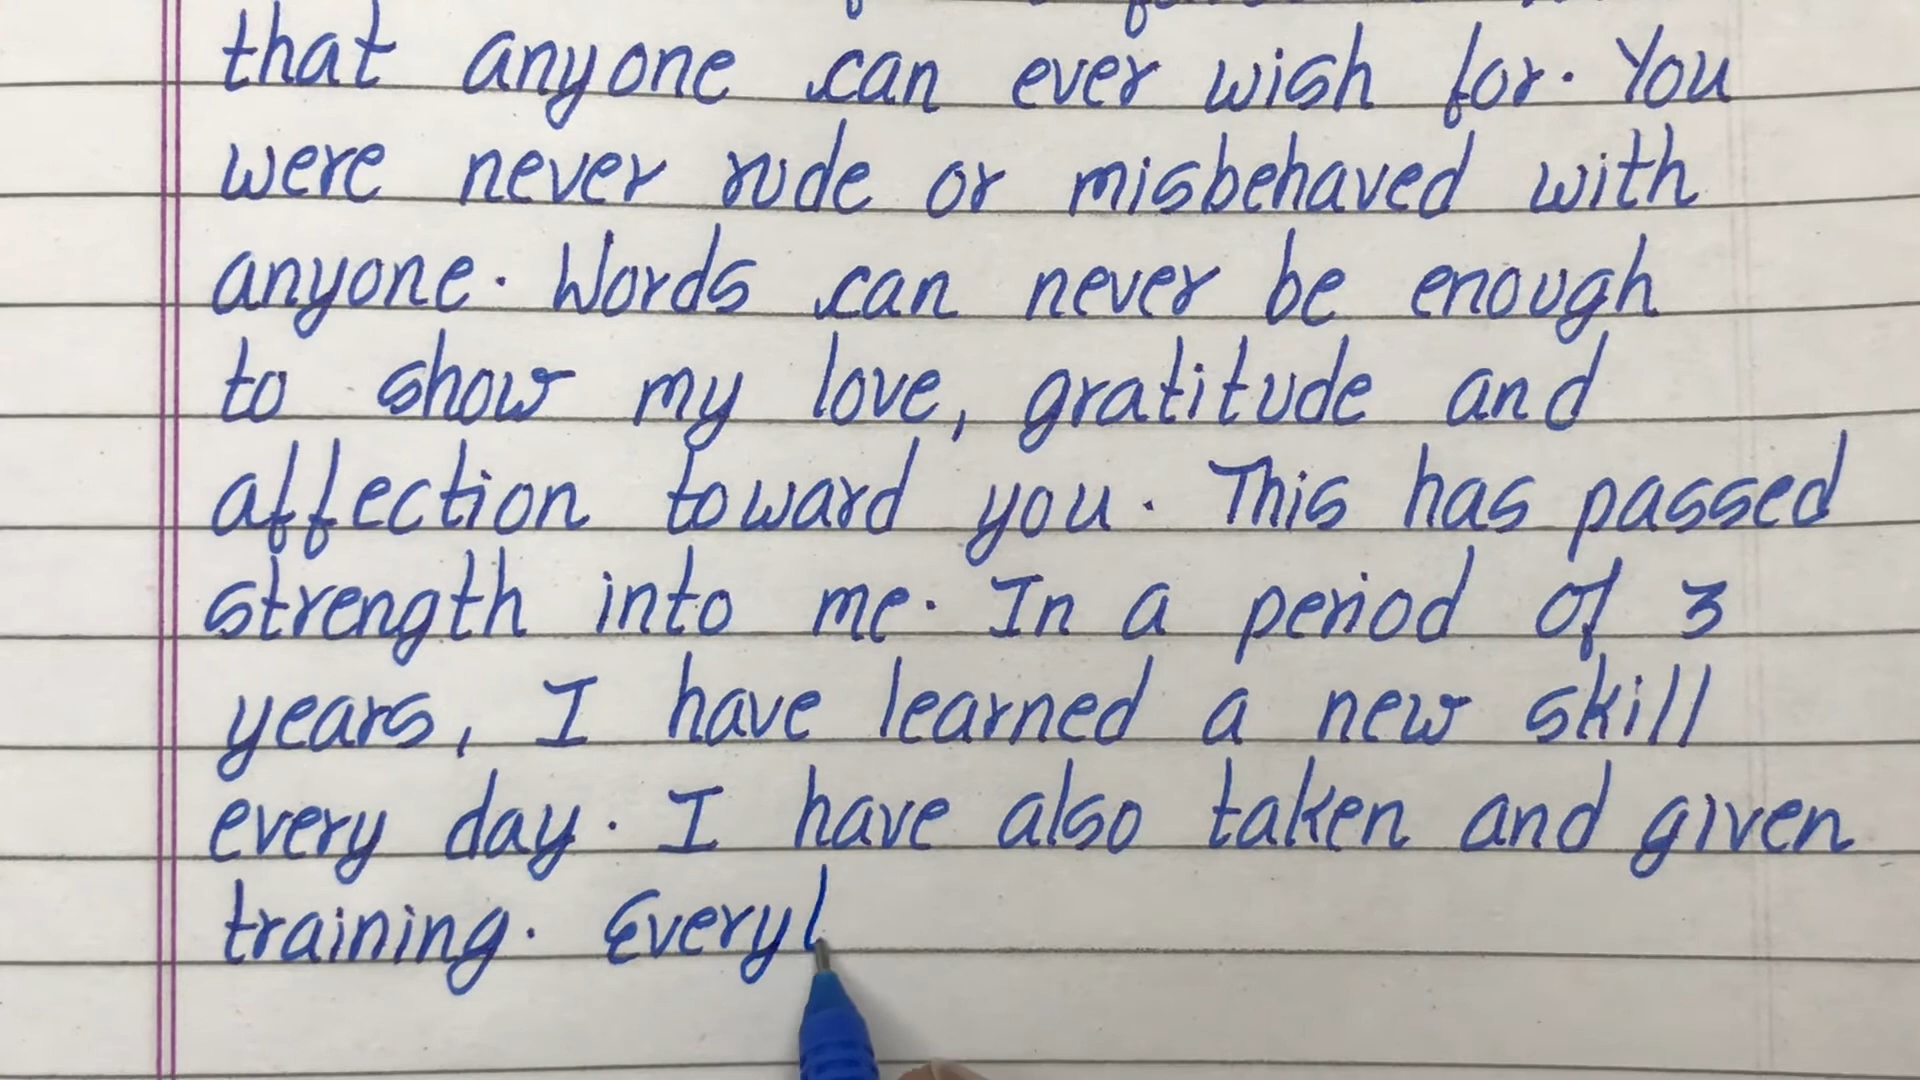 that anyone can ever wish for. You
were never rude or misbehaved with
anyone. Words can never be enough
to show my love, gratitude and
affection toward you. This has passed
strength into me. In a period of 3
years, I have learned a new skill
every day. I have also taken and given
training. Every